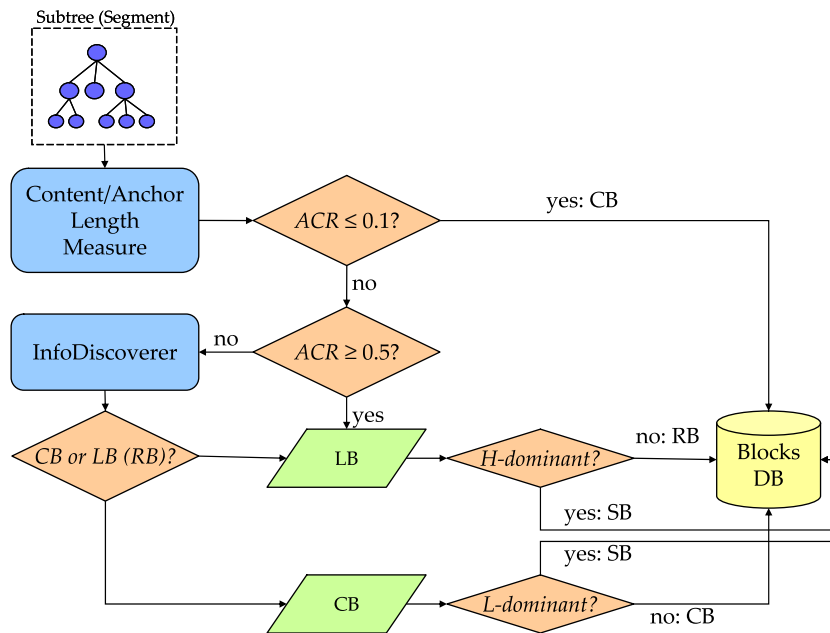 Subtree (Segment)
Content/Anchor
Length
Measure
ACR ≤ 0.1?
yes: CB
no
InfoDiscoverer
no
ACR ≥ 0.5?
yes
CB or LB (RB)?
LB
H-dominant?
no: RB
Blocks
DB
yes: SB
yes: SB
CB
L-dominant?
no: CB